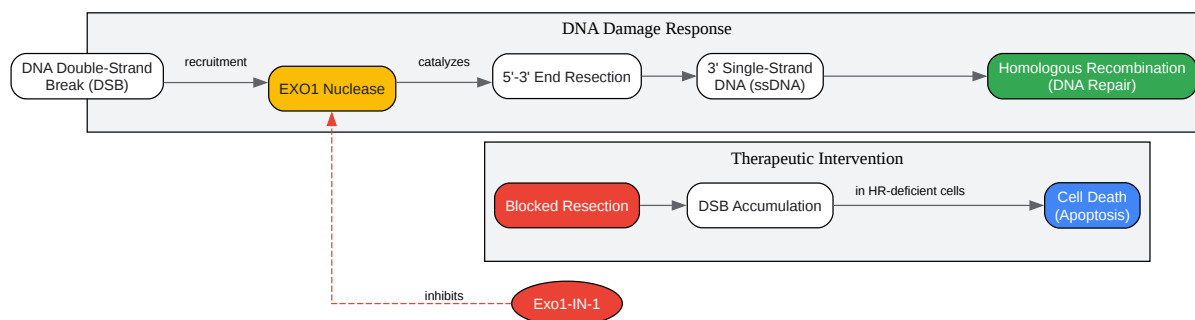 DNA Damage Response
DNA Double-Strand
Break (DSB)
recruitment
EXO1 Nuclease
catalyzes
5'-3' End Resection
3' Single-Strand
DNA (ssDNA)
Homologous Recombination
(DNA Repair)
Therapeutic Intervention
Blocked Resection
DSB Accumulation
in HR-deficient cells
Cell Death
(Apoptosis)
inhibits
Exo1-IN-1